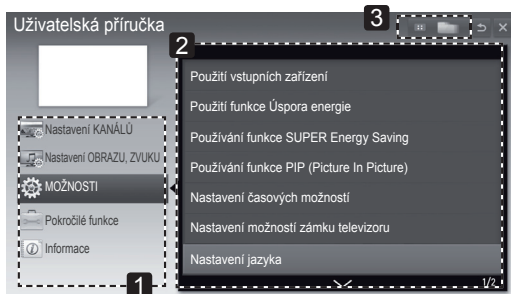 Uživatelská příručka
3
2
Nastavení KANÁLŮ
Nastavení OBRAZU, ZVUKU
MOŽNOSTI
Pokročilé funkce
Informace
1
Použití vstupních zařízení
Použití funkce Úspora energie
Používání funkce SUPER Energy Saving
Používání funkce PIP (Picture In Picture)
Nastavení časových možností
Nastavení možností zámku televizoru
Nastavení jazyka
1/2